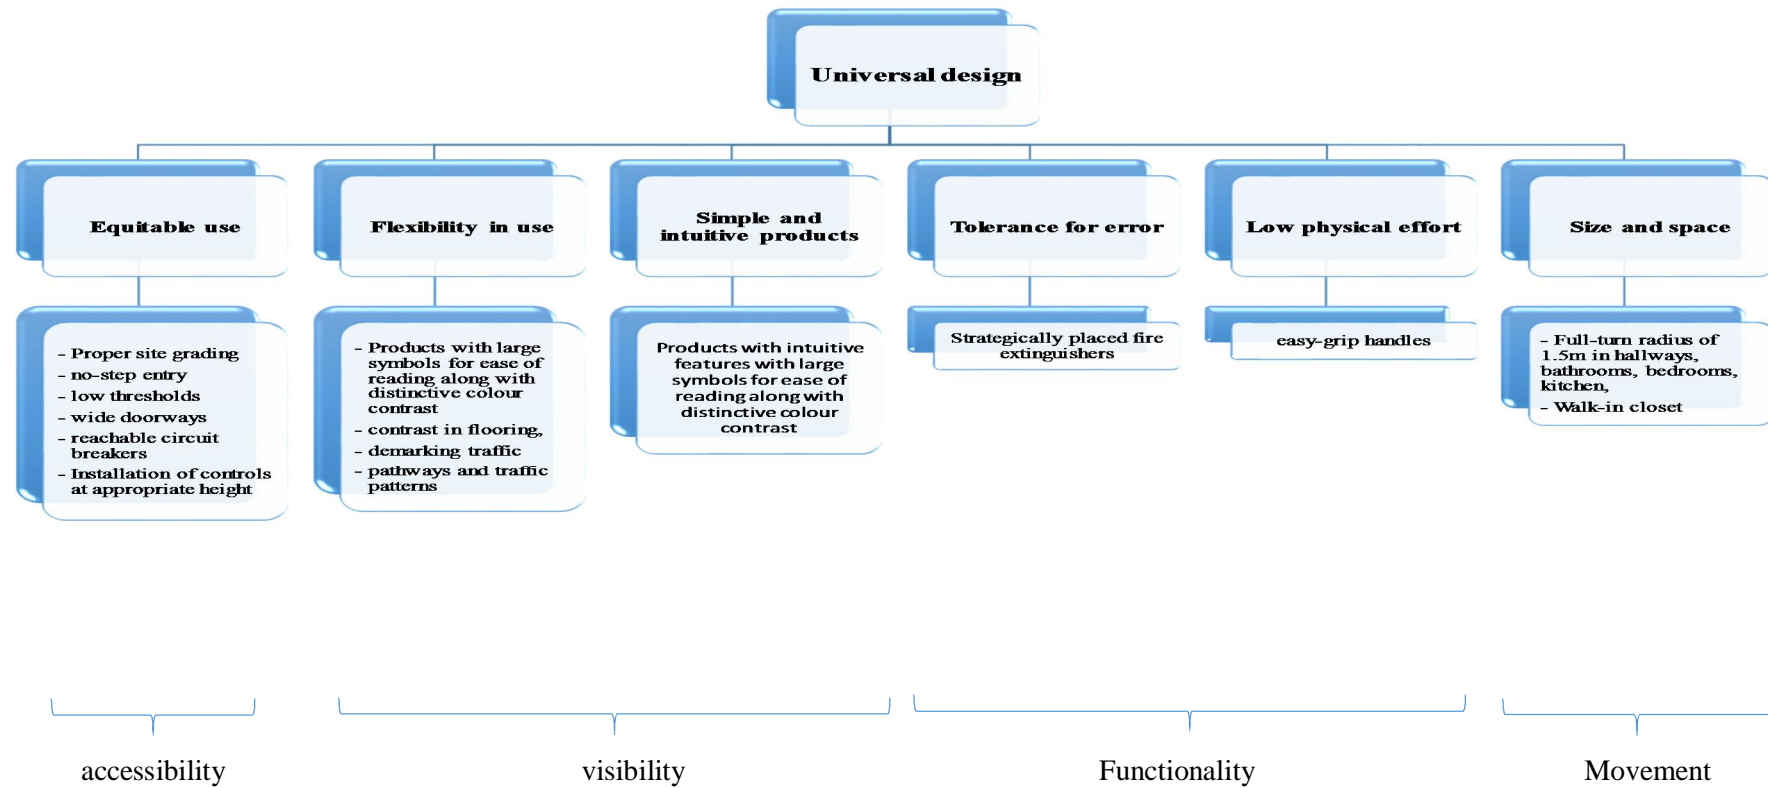 Universal design
Equitable use
Flexibility in use
Simple and
intuitive products
Tolerance for error
Low physical effort
Size and space
- Proper site grading
- no-step entry
- low thresholds
- wide doorways
- reachable circuit
breakers
- Installation of controls
at appropriate height
- Products with large
symbols for ease of
reading along with
distinctive colour
contrast
- contrast in flooring,
- demarking traffic
- pathways and traffic
patterns
Products with intuitive
features with large
symbols for ease of
reading along with
distinctive colour
contrast
Strategically placed fire
extinguishers
easy-grip handles
- Full-turn radius of
1.5m in hallways,
bathrooms, bedrooms,
kitchen,
- Walk-in closet
accessibility
visibility
Functionality
Movement